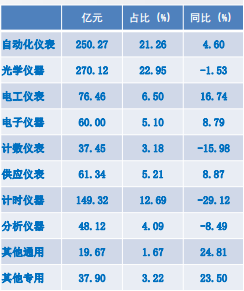 亿元 占比（%） 同比（%）
自动化仪表 250.27 21.26 4.60
光学仪器 270.12 22.95 -1.53
电工仪表 76.46 6.50 16.74
电子仪器 60.00 5.10 8.79
计数仪表 37.45 3.18 -15.98
供应仪表 61.34 5.21 8.87
计时仪器 149.32 12.69 -29.12
分析仪器 48.12 4.09 -8.49
其他通用 19.67 1.67 24.81
其他专用 37.90 3.22 23.50